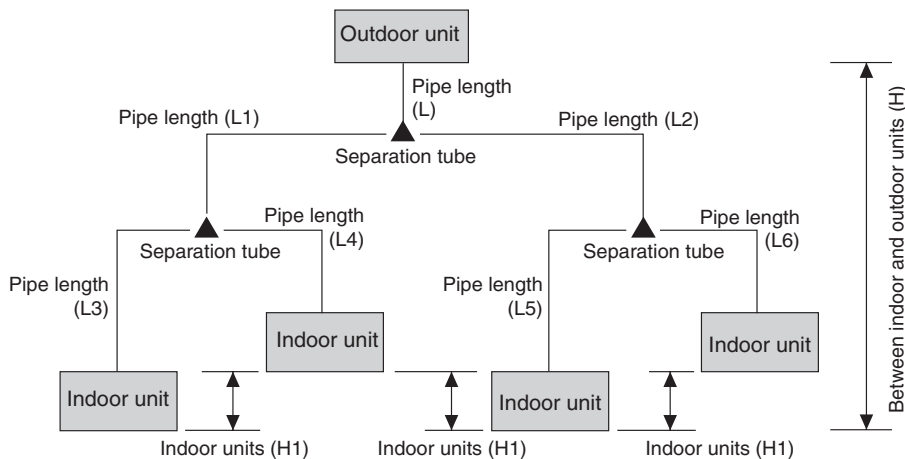 Outdoor unit
Pipe length
(L)
Pipe length (L1)
Pipe length (L2)
Separation tube
Pipe length
(L4)
Separation tube
Pipe length
(L6)
Separation tube
Pipe length
(L3)
Pipe length
(L5)
Indoor unit
Indoor unit
Indoor unit
Indoor unit
Indoor units (H1)
Indoor units (H1)
Indoor units (H1)
Between indoor and outdoor units (H)